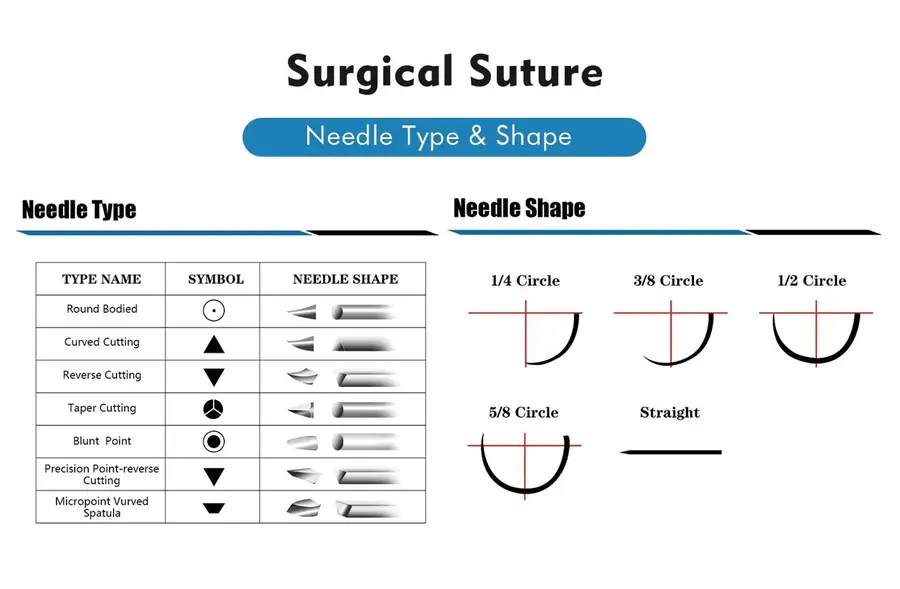 Surgical Suture
Needle Type & Shape
Needle Type
TYPE NAME SYMBOL NEEDLE SHAPE
Round Bodied
Curved Cutting
Reverse Cutting
Taper Cutting
Blunt Point
Precision Point-reverse
Cutting
Micropoint Vurved
Spatula
Needle Shape
1/4 Circle 3/8 Circle 1/2 Circle
5/8 Circle Straight